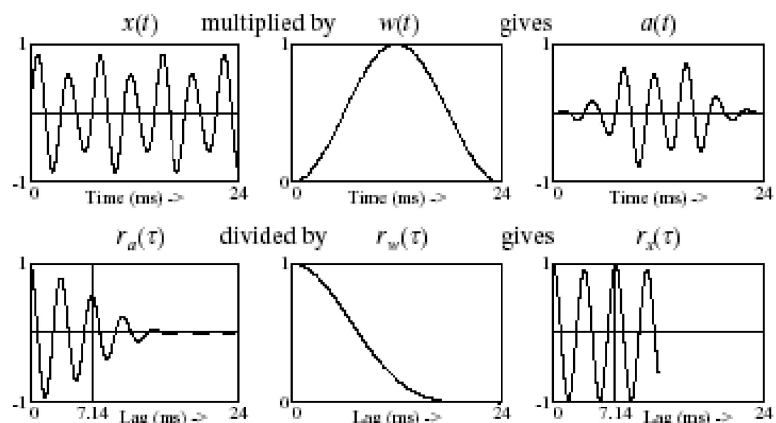 x(t) multiplied by w(t) gives a(t)
1 1 1
-1 0 -1
0 Time (ms) -> 24 0 Time (ms) -> 24 0 Time (ms) -> 24
r_a(τ) divided by r_w(τ) gives r_x(τ)
1 1 1
-1 0 -1
0 7.14 Lag (ms) -> 24 0 Lag (ms) -> 24 0 7.14 Lag (ms) -> 24